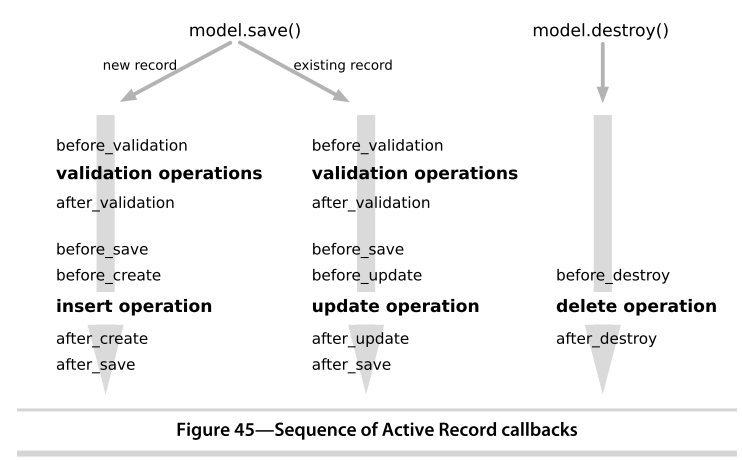 model.save()
model.destroy()
new record
existing record
before_validation
validation operations
after_validation
before_save
before_create
insert operation
after_create
after_save
before_validation
validation operations
after_validation
before_save
before_update
update operation
after_update
after_save
before_destroy
delete operation
after_destroy
Figure 45—Sequence of Active Record callbacks